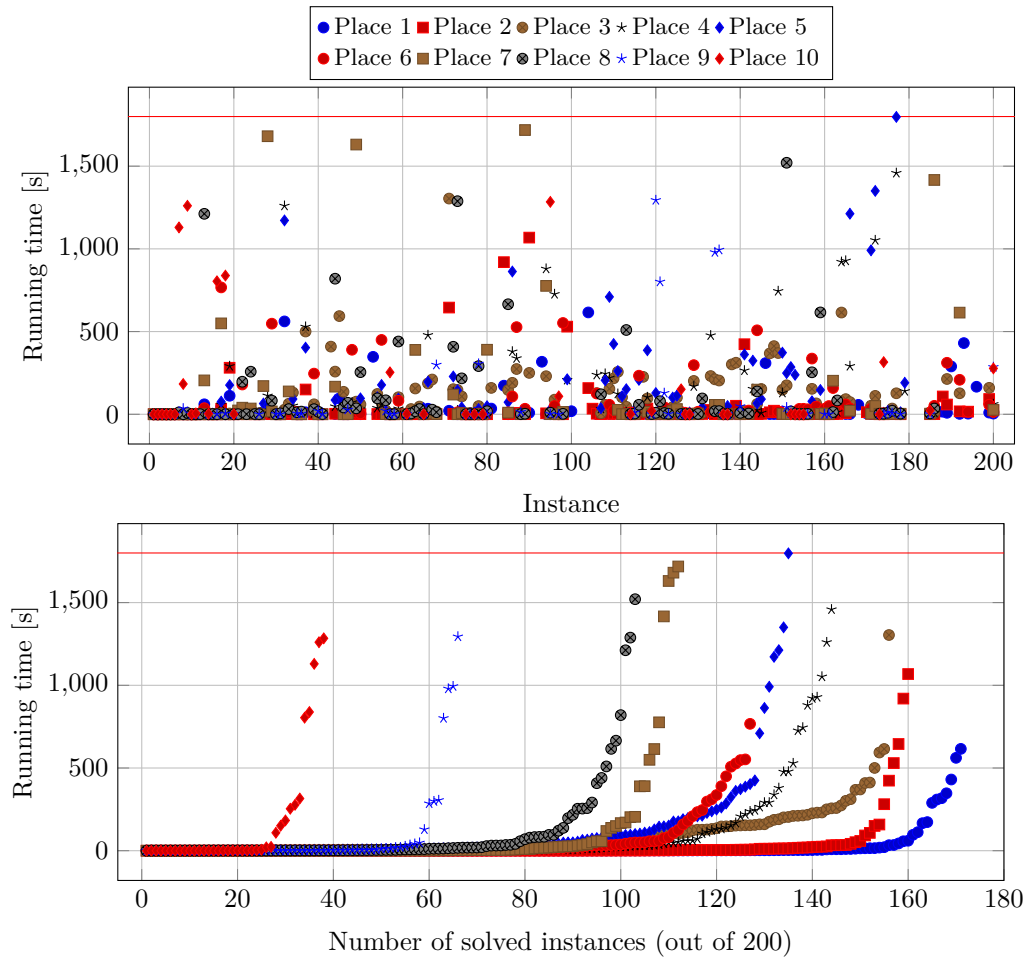 Place 1 Place 2 Place 3 Place 4 Place 5
Place 6 Place 7 Place 8 Place 9 Place 10
Running time [s]
1,500
1,000
500
0
0 20 40 60 80 100 120 140 160 180 200
Instance
Running time [s]
1,500
1,000
500
0
0 20 40 60 80 100 120 140 160 180
Number of solved instances (out of 200)